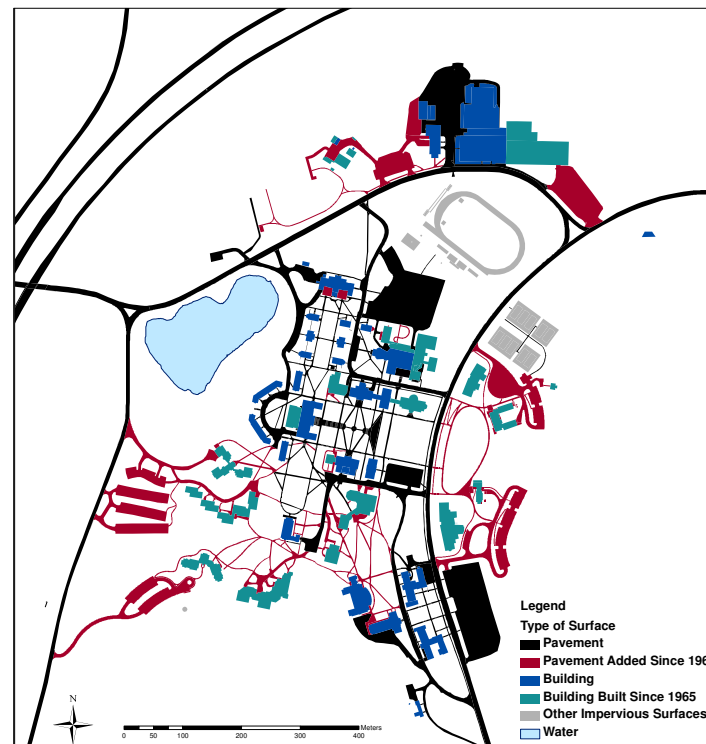 N
Meters
0 50 100 200 300 400
Legend
Type of Surface
Pavement
Pavement Added Since 196
Building
Building Built Since 1965
Other Impervious Surfaces
Water